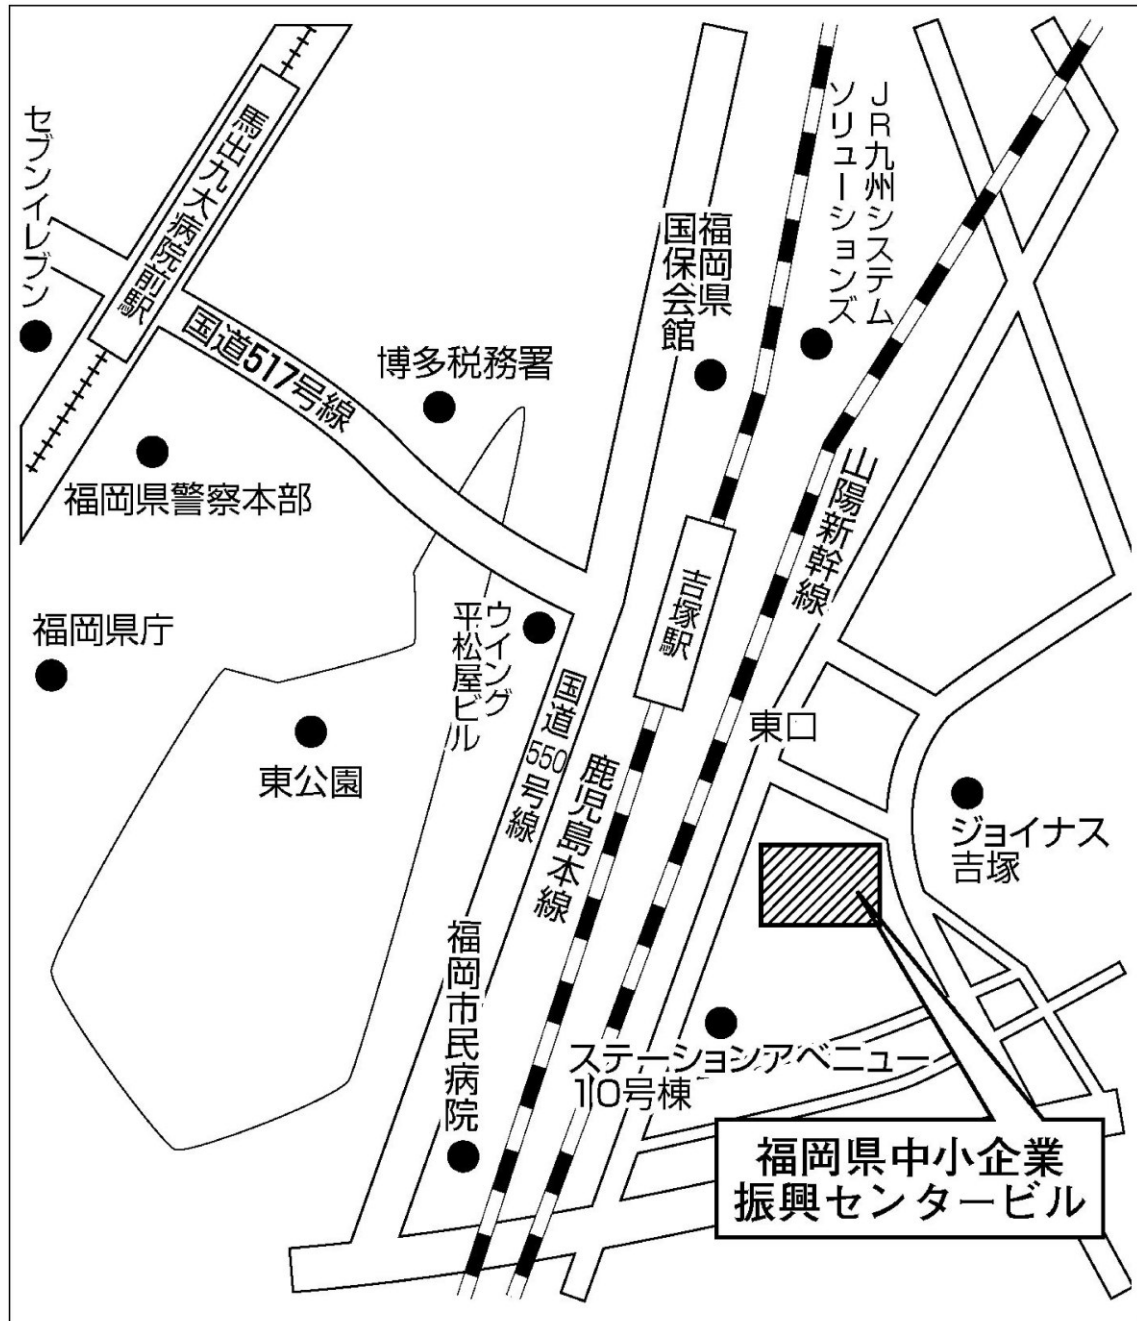 セブンイレブン
馬出九大病院前駅
国道517号線
博多税務署
福岡県
国保会館
JR九州システム
ソリューションズ
福岡県警察本部
山陽新幹線
吉塚駅
福岡県庁
ウイング
平松屋ビル
国道550号線
東口
東公園
鹿児島本線
ジョイナス
吉塚
福岡市民病院
ステーションアベニュー
10号棟
福岡県中小企業
振興センタービル